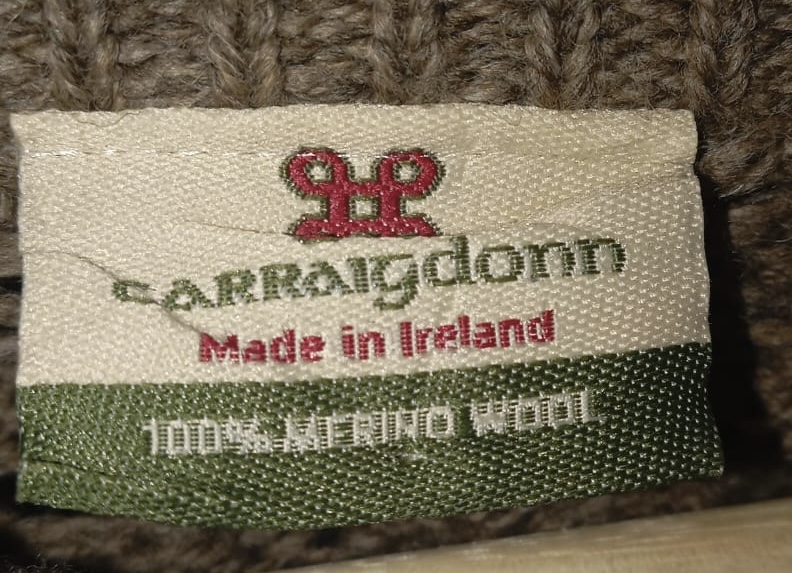 CARRAIgdonn
Made in Ireland
100% MERINO WOOL